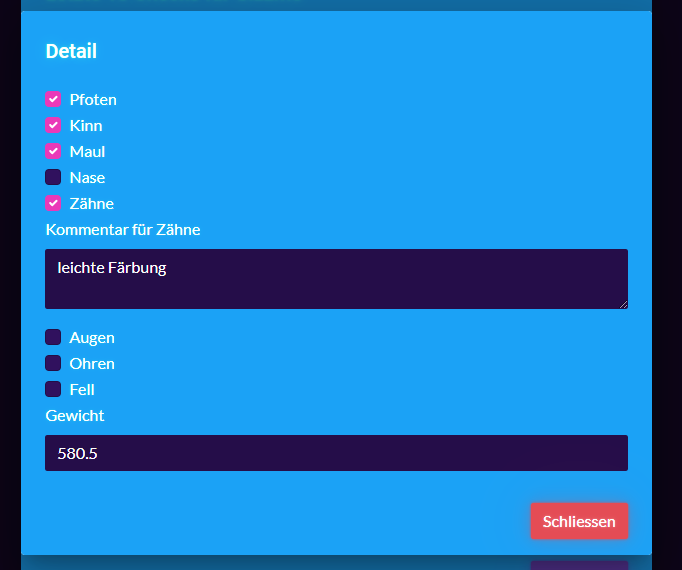 Detail
Pfoten
Kinn
Maul
Nase
Zähne
Kommentar für Zähne
leichte Färbung
Augen
Ohren
Fell
Gewicht
580.5
Schliessen